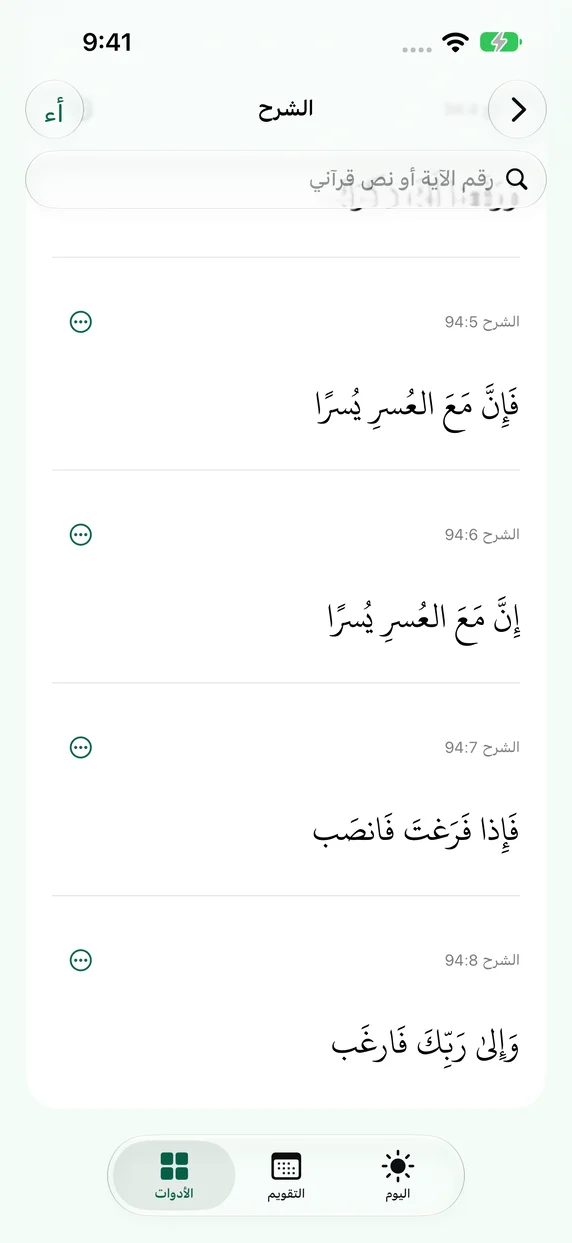 9:41
الشرح
أء
رقم الآية أو نص قرآني
الشرح 94:5
فَإِنَّ مَعَ العُسرِ يُسرًا
الشرح 94:6
إِنَّ مَعَ العُسرِ يُسرًا
الشرح 94:7
فَإِذا فَرَغتَ فَانصَب
الشرح 94:8
وَإِلىٰ رَبِّكَ فَارغَب
اليوم
التقويم
الأدوات